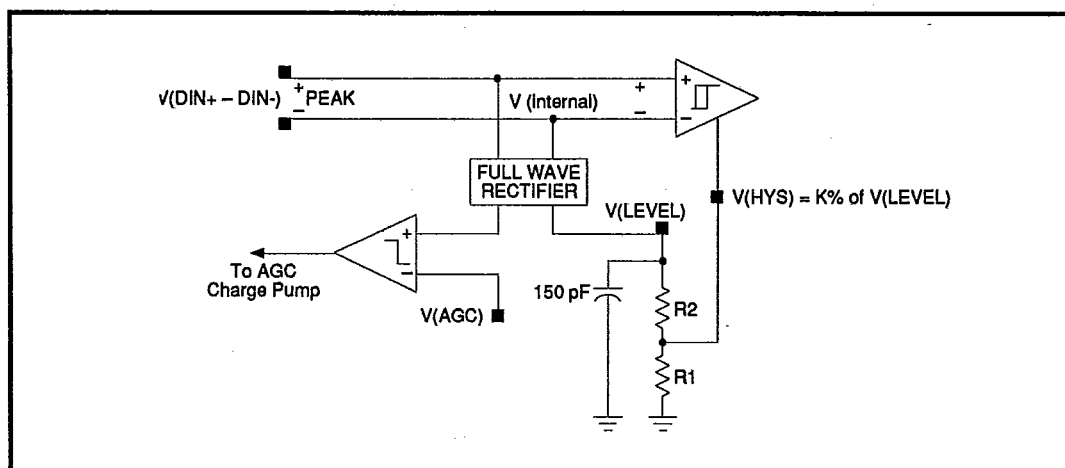 +
V(DIN+ – DIN-) PEAK
–
V (Internal)
+
–
+
–
FULL WAVE
RECTIFIER
V(HYS) = K% of V(LEVEL)
V(LEVEL)
+
–
To AGC
Charge Pump
V(AGC)
150 pF
R2
R1